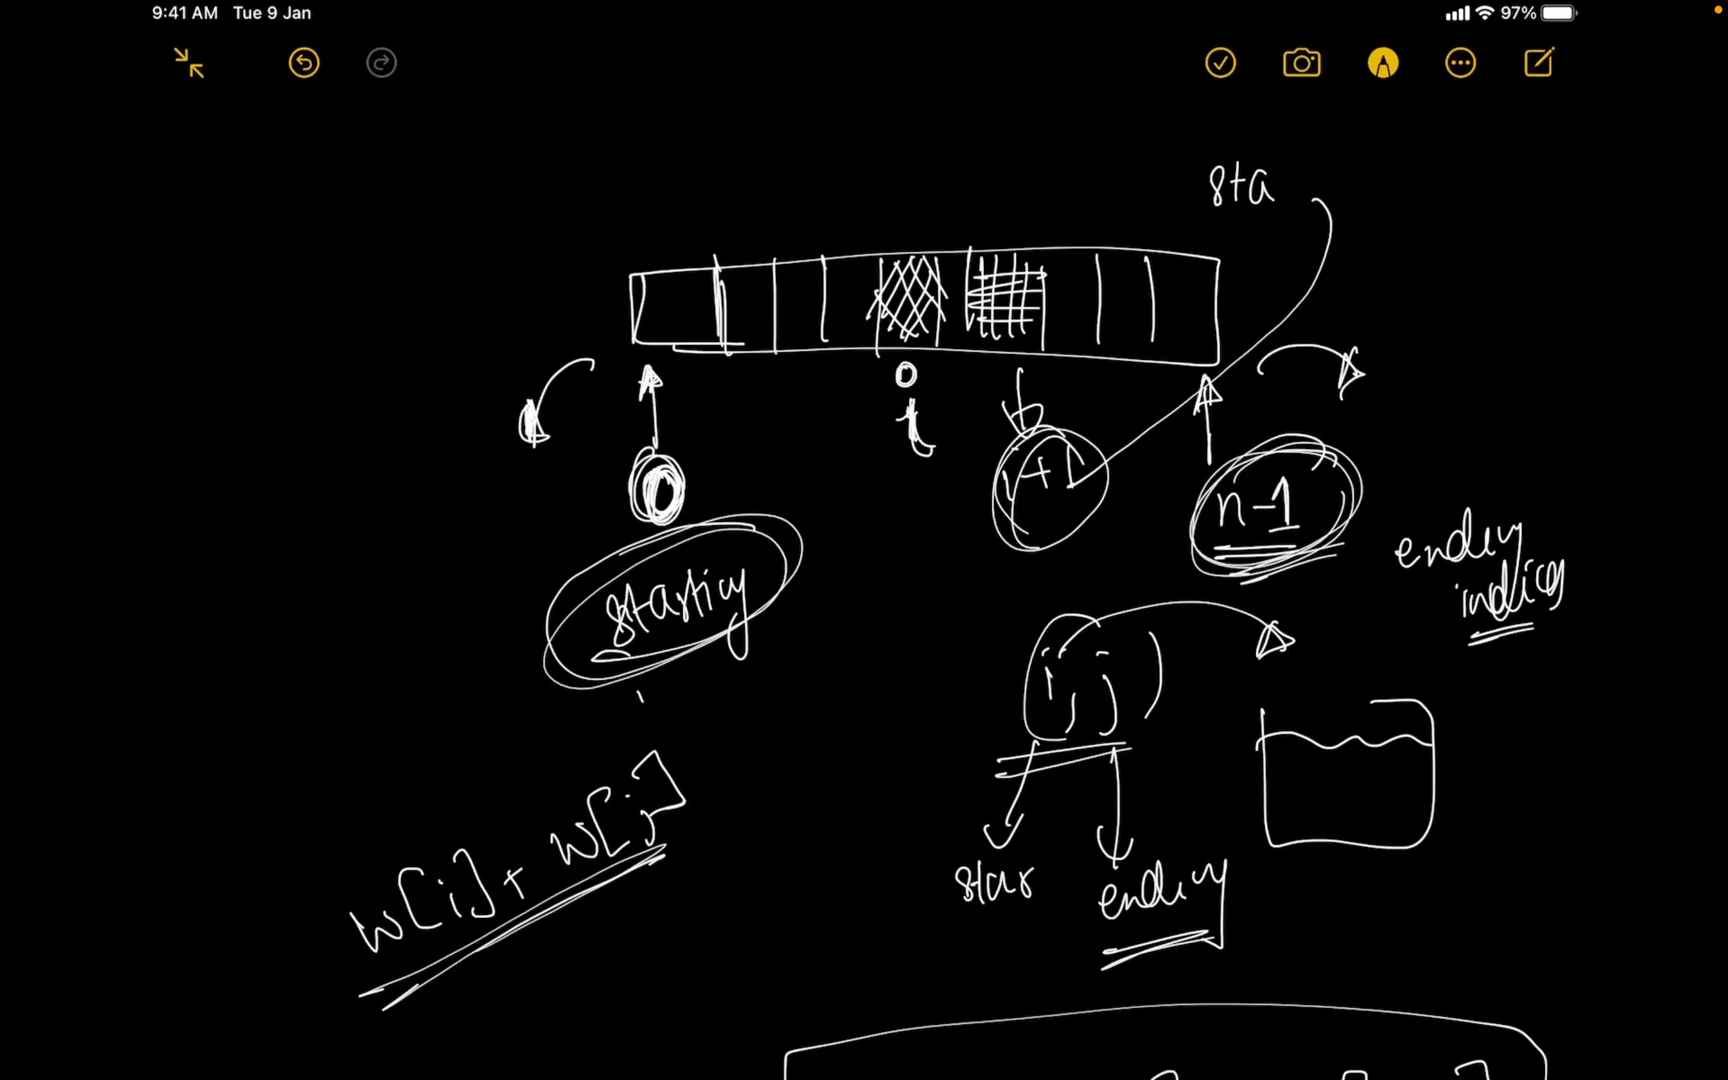 9:41 AM Tue 9 Jan
97%
sta
0
i
i+1
0
n-1
ending
indices
starting
i, j)
w[i] + w[j]
star
ending